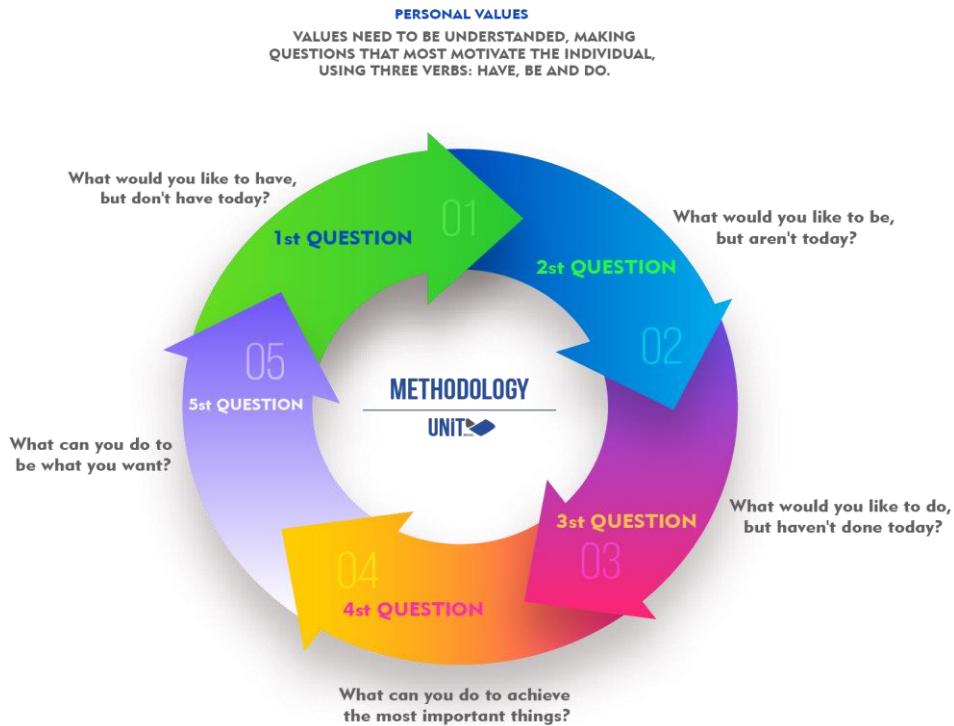 PERSONAL VALUES
VALUES NEED TO BE UNDERSTANDED, MAKING
QUESTIONS THAT MOST MOTIVATE THE INDIVIDUAL,
USING THREE VERBS: HAVE, BE AND DO.
What would you like to have,
but don't have today?
01
1st QUESTION
What would you like to be,
but aren't today?
2st QUESTION
02
05
5st QUESTION
METHODOLOGY
UNiT
What can you do to
be what you want?
What would you like to do,
but haven't done today?
3st QUESTION
03
04
4st QUESTION
What can you do to achieve
the most important things?